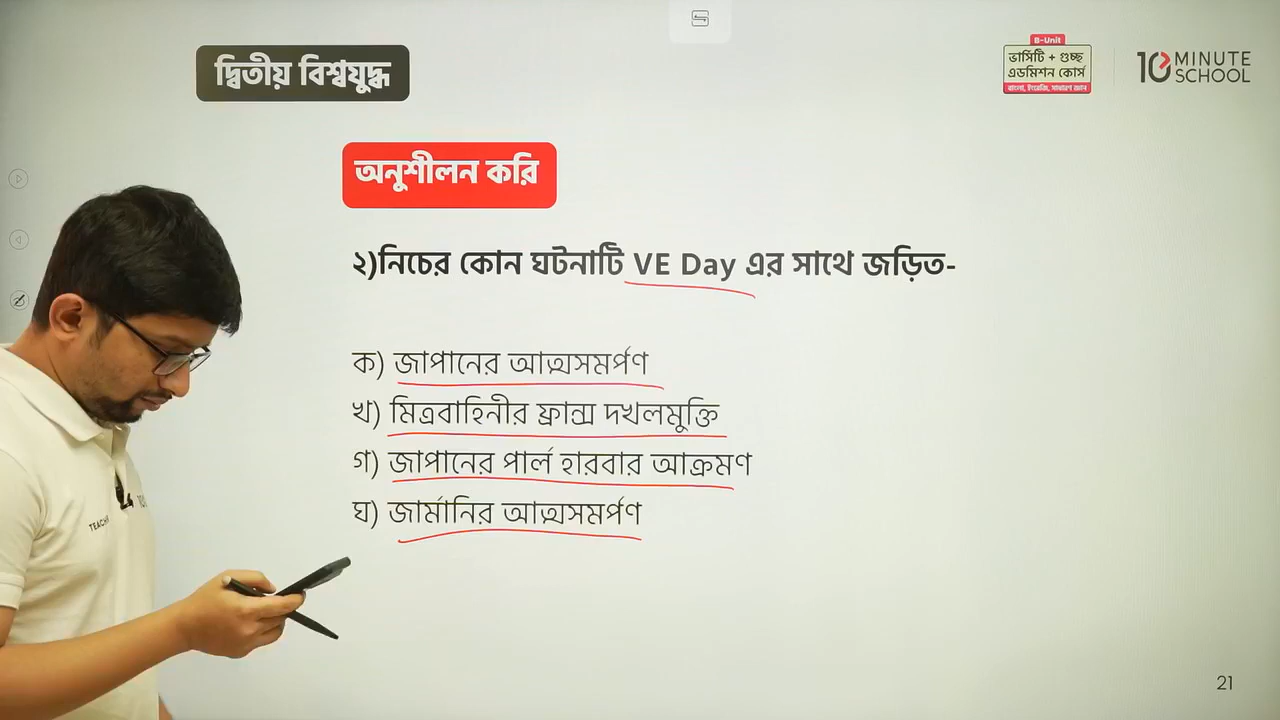 দ্বিতীয় বিশ্বযুদ্ধ
B-Unit
ভার্সিটি + গুচ্ছ
এডমিশন কোর্স
বাংলা, ইংরেজি, সাধারণ জ্ঞান
10 MINUTE SCHOOL
অনুশীলন করি
২)নিচের কোন ঘটনাটি VE Day এর সাথে জড়িত-
ক) জাপানের আত্মসমর্পণ
খ) মিত্রবাহিনীর ফ্রান্স দখলমুক্তি
গ) জাপানের পার্ল হারবার আক্রমণ
ঘ) জার্মানির আত্মসমর্পণ
21